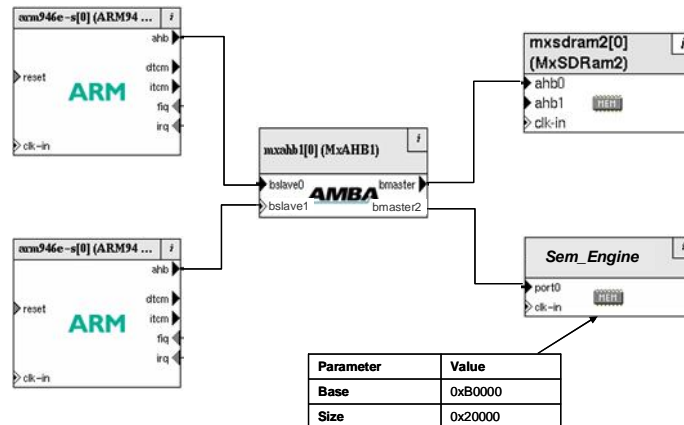 arm946e-s[0] (ARM94 ... i
ahb
dtcm
reset
itcm
ARM
fiq
irq
clk-in
mxsdram2[0] i
(MxSDRam2)
ahb0
ahb1
MEM
clk-in
mxahb1[0] (MxAHB1) i
bslave0 AMBA bmaster
bslave1 bmaster2
arm946e-s[0] (ARM94 ... i
ahb
dtcm
reset
itcm
ARM
fiq
irq
clk-in
Sem_Engine i
port0
MEM
clk-in
Parameter Value
Base 0xB0000
Size 0x20000